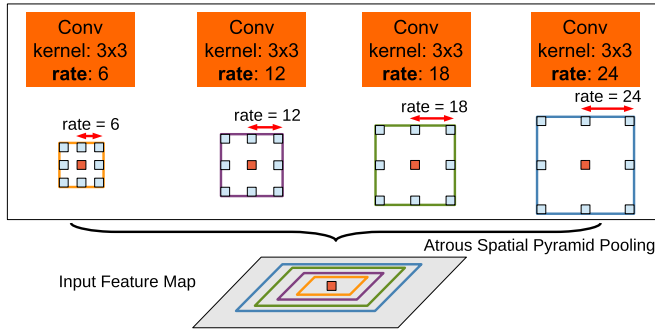 Conv
kernel: 3x3
rate: 6
Conv
kernel: 3x3
rate: 12
Conv
kernel: 3x3
rate: 18
Conv
kernel: 3x3
rate: 24
rate = 6
rate = 12
rate = 18
rate = 24
Atrous Spatial Pyramid Pooling
Input Feature Map